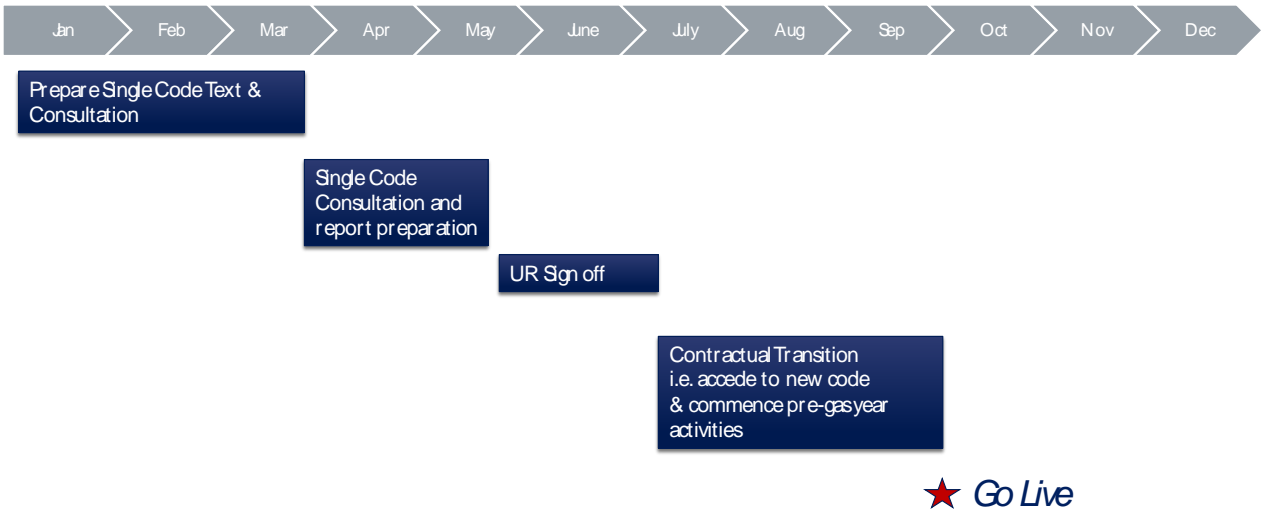 Jan Feb Mar Apr May June July Aug Sep Oct Nov Dec
Prepare Single Code Text &
Consultation
Single Code
Consultation and
report preparation
UR Sign off
Contractual Transition
i.e. accede to new code
& commence pre-gas year
activities
Go Live